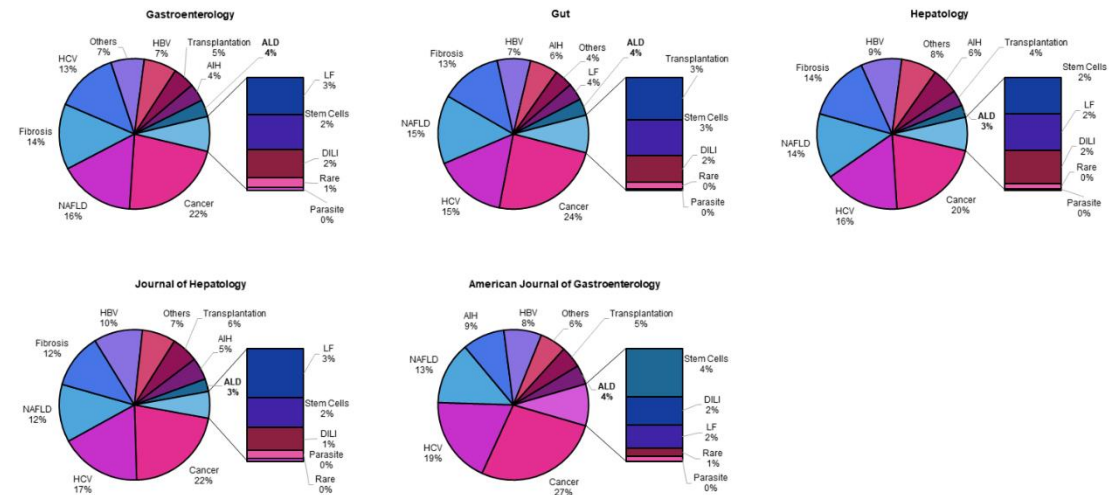 Gastroenterology
Others
7%
HBV
7%
Transplantation
5%
ALD
4%
HCV
13%
AIH
4%
Fibrosis
14%
NAFLD
16%
Cancer
22%
LF
3%
Stem Cells
2%
DILI
2%
Rare
1%
Parasite
0%
Gut
HBV
7%
AIH
6%
Others
4%
ALD
4%
Fibrosis
13%
LF
4%
NAFLD
15%
HCV
15%
Cancer
24%
Transplantation
3%
Stem Cells
3%
DILI
2%
Rare
0%
Parasite
0%
Hepatology
HBV
9%
Others
8%
AIH
6%
Transplantation
4%
Fibrosis
14%
ALD
3%
NAFLD
14%
HCV
16%
Cancer
20%
Stem Cells
2%
LF
2%
DILI
2%
Rare
0%
Parasite
0%
Journal of Hepatology
HBV
10%
Others
7%
Transplantation
6%
AIH
5%
Fibrosis
12%
ALD
3%
NAFLD
12%
HCV
17%
Cancer
22%
LF
3%
Stem Cells
2%
DILI
1%
Parasite
0%
Rare
0%
American Journal of Gastroenterology
AIH
9%
HBV
8%
Others
6%
Transplantation
5%
NAFLD
13%
ALD
4%
HCV
19%
Cancer
27%
Stem Cells
4%
DILI
2%
LF
2%
Rare
1%
Parasite
0%